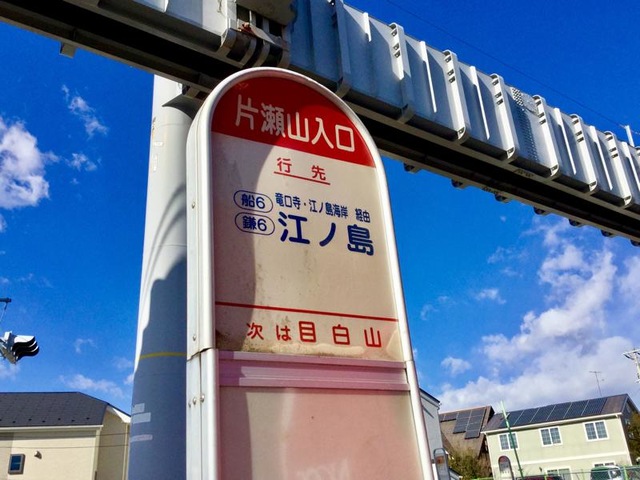 片瀬山入口
行先
船6 竜口寺・江ノ島海岸 経由
鎌6 江ノ島
次は目白山